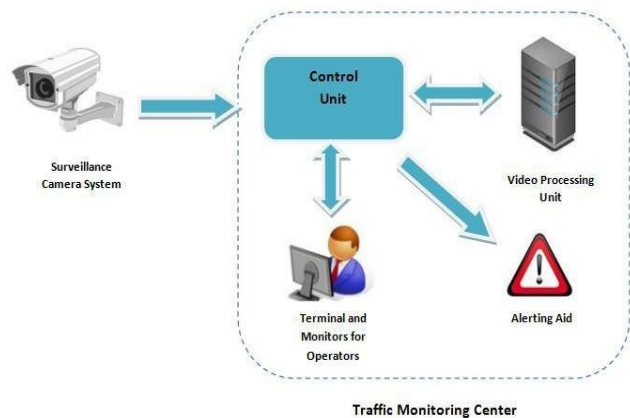 Control
Unit
Surveillance
Camera System
Video Processing
Unit
Terminal and
Monitors for
Operators
Alerting Aid
Traffic Monitoring Center